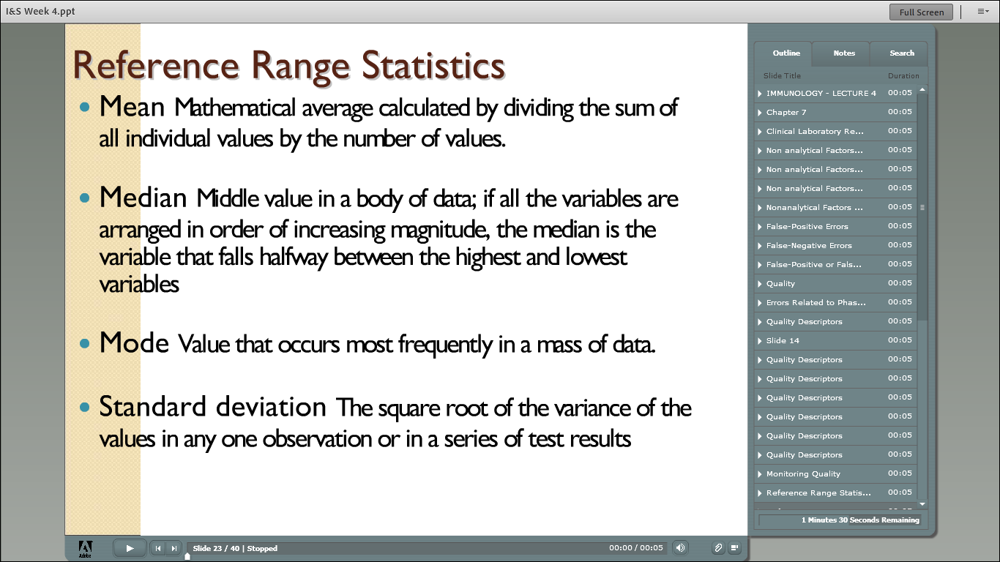 I&S Week 4.ppt
Full Screen
Reference Range Statistics
Mean Mathematical average calculated by dividing the sum of
all individual values by the number of values.
Median Middle value in a body of data; if all the variables are
arranged in order of increasing magnitude, the median is the
variable that falls halfway between the highest and lowest
variables
Mode Value that occurs most frequently in a mass of data.
Standard deviation The square root of the variance of the
values in any one observation or in a series of test results
Outline Notes Search
Slide Title Duration
IMMUNOLOGY - LECTURE 4 00:05
Chapter 7 00:05
Clinical Laboratory Re... 00:05
Non analytical Factors... 00:05
Non analytical Factors... 00:05
Non analytical Factors... 00:05
Nonanalytical Factors ... 00:05
False-Positive Errors 00:05
False-Negative Errors 00:05
False-Positive or Fals... 00:05
Quality 00:05
Errors Related to Phas... 00:05
Quality Descriptors 00:05
Slide 14 00:05
Quality Descriptors 00:05
Quality Descriptors 00:05
Quality Descriptors 00:05
Quality Descriptors 00:05
Quality Descriptors 00:05
Quality Descriptors 00:05
Monitoring Quality 00:05
Reference Range Statis... 00:05
1 Minutes 30 Seconds Remaining
Adobe
Slide 23 / 40 | Stopped
00:00 / 00:05